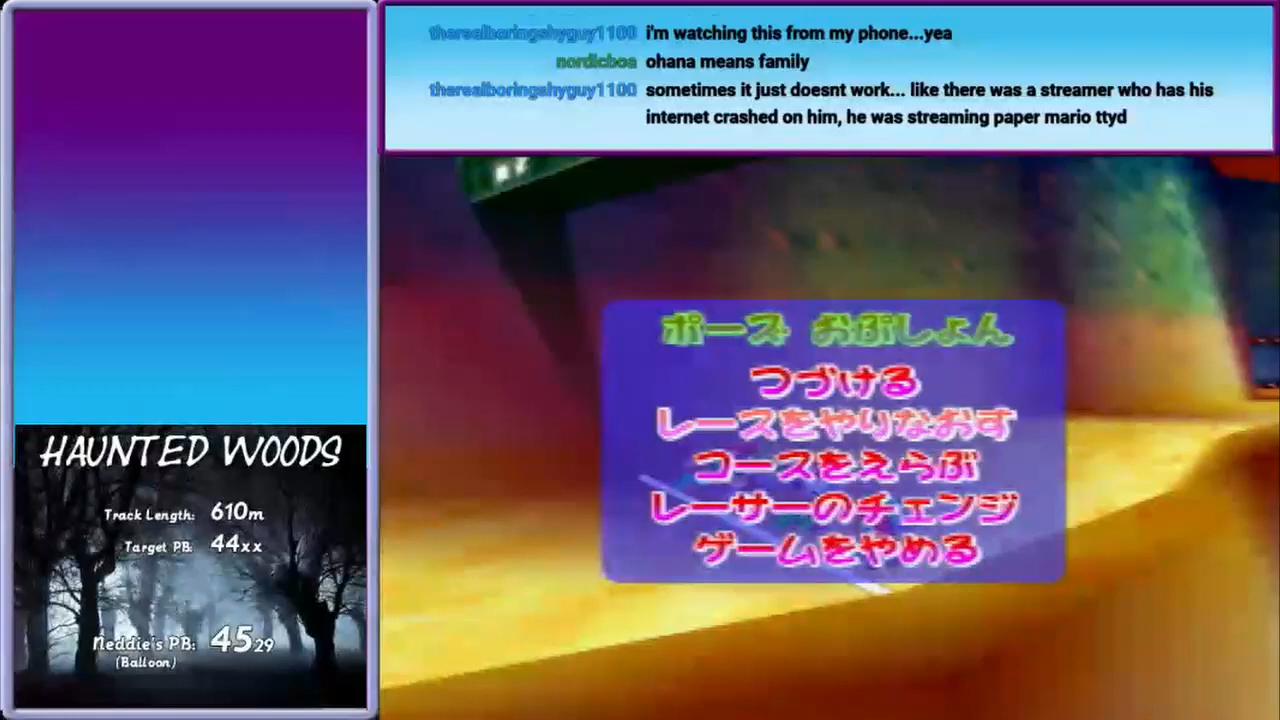 therealboringshyguy1100 i'm watching this from my phone...yea
nordicboa ohana means family
therealboringshyguy1100 sometimes it just doesnt work... like there was a streamer who has his
internet crashed on him, he was streaming paper mario ttyd
ポーズ おぷしょん
つづける
レースをやりなおす
コースをえらぶ
レーサーのチェンジ
ゲームをやめる
HAUNTED WOODS
Track Length: 610m
Target PB: 44xx
Neddie's PB: 4529
(Balloon)